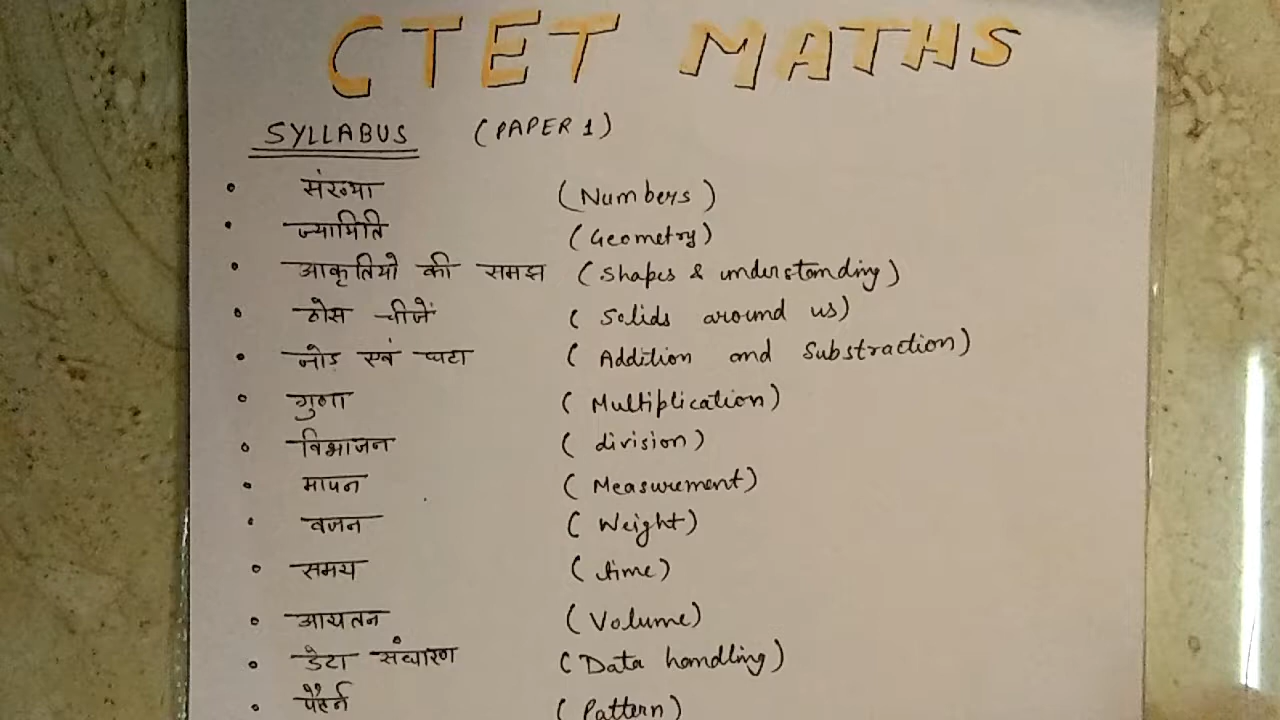 CTET MATHS
SYLLABUS (PAPER 1)
• संख्या (Numbers)
• ज्यामिति (Geometry)
• आकृतियो की समझ (Shapes & understanding)
• ठोस चीजें (Solids around us)
• जोड एवं घटा (Addition and Substraction)
• गुणा (Multiplication)
• विभाजन (division)
• मापन (Measurement)
• वजन (Weight)
• समय (time)
• आयतन (Volume)
• डेटा संधारण (Data handling)
• पैटर्न (Pattern)